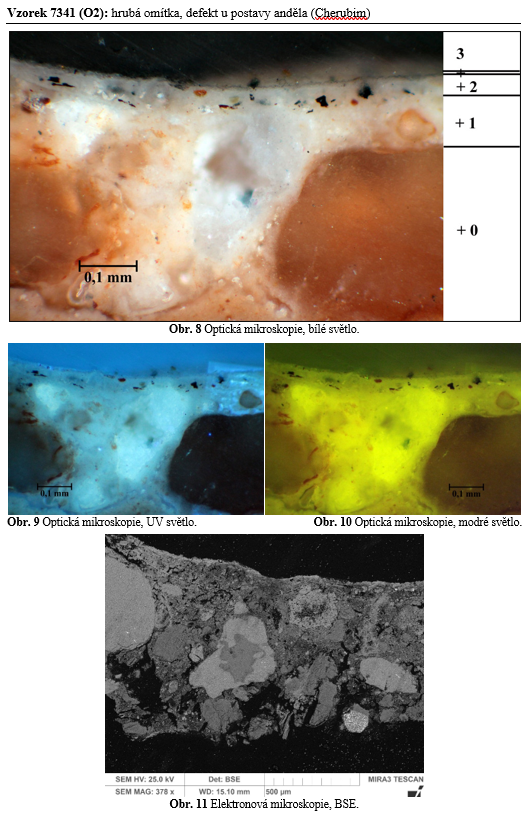 Vzorek 7341 (O2): hrubá omítka, defekt u postavy anděla (Cherubim)
3
+
+ 2
+ 1
+ 0
0,1 mm
Obr. 8 Optická mikroskopie, bílé světlo.
0,1 mm
0,1 mm
Obr. 9 Optická mikroskopie, UV světlo.
Obr. 10 Optická mikroskopie, modré světlo.
SEM HV: 25.0 kV
Det: BSE
MIRA3 TESCAN
SEM MAG: 378 x
WD: 15.10 mm
500 µm
Obr. 11 Elektronová mikroskopie, BSE.